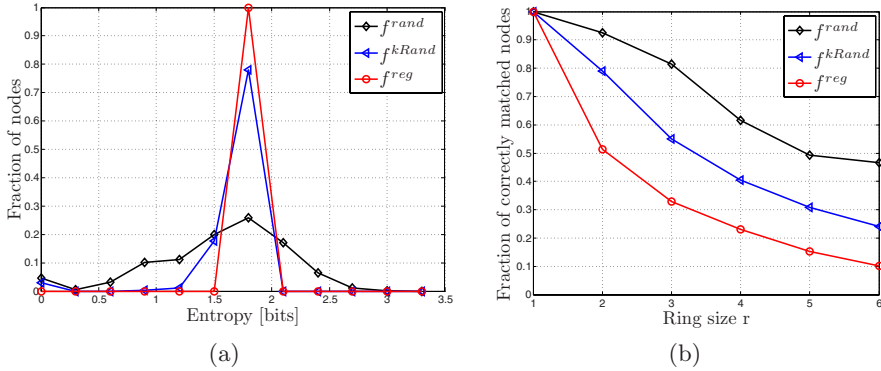 1
0.9
0.8
0.7
0.6
0.5
0.4
0.3
0.2
0.1
0
Fraction of nodes
f^rand
f^kRand
f^reg
0 0.5 1 1.5 2 2.5 3 3.5
Entropy [bits]
(a)
1
0.9
0.8
0.7
0.6
0.5
0.4
0.3
0.2
0.1
0
Fraction of correctly matched nodes
f^rand
f^kRand
f^reg
1 2 3 4 5 6
Ring size r
(b)